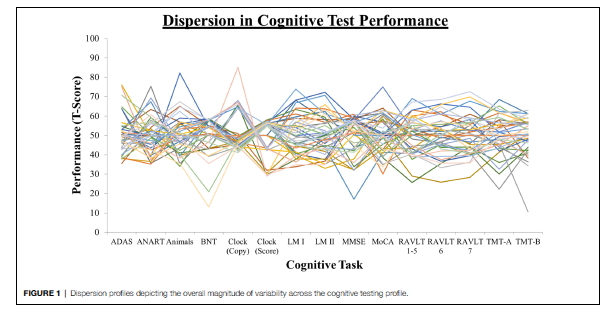 Dispersion in Cognitive Test Performance
Performance (T-Score)
100
90
80
70
60
50
40
30
20
10
0
ADAS ANART Animals BNT Clock (Copy) Clock (Score) LM I LM II MMSE MoCA RAVLT 1-5 RAVLT 6 RAVLT 7 TMT-A TMT-B
Cognitive Task
FIGURE 1 | Dispersion profiles depicting the overall magnitude of variability across the cognitive testing profile.